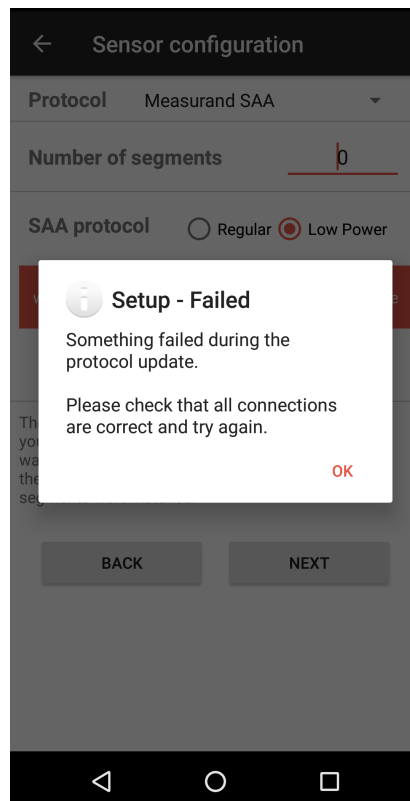 Sensor configuration
Protocol Measurand SAA
Number of segments 0
SAA protocol Regular Low Power
Setup - Failed
Something failed during the
protocol update.
Please check that all connections
are correct and try again.
OK
BACK NEXT